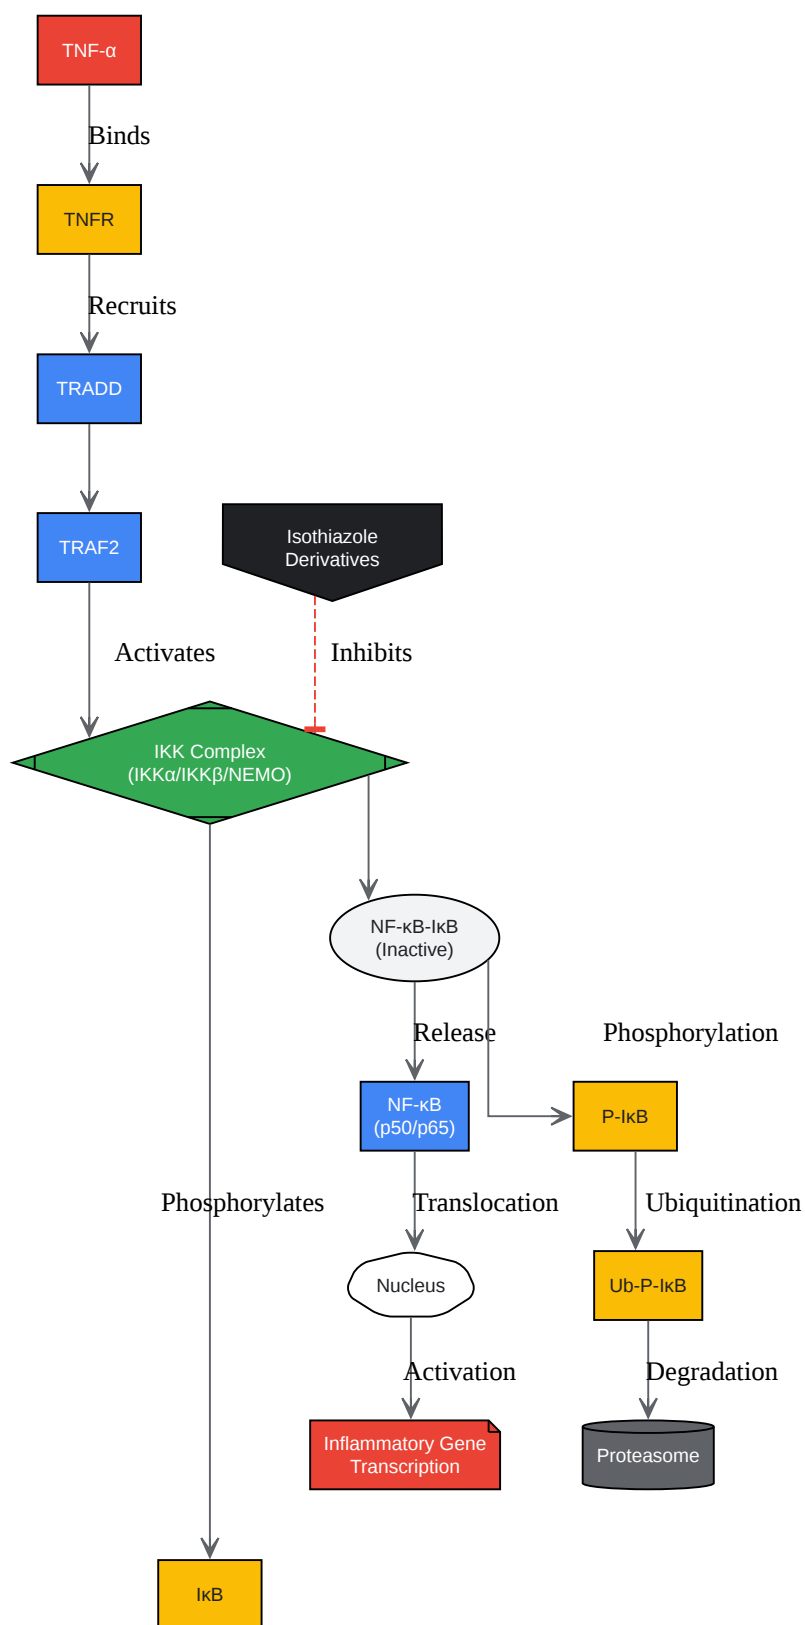 TNF-α
Binds
TNFR
Recruits
TRADD
TRAF2
Isothiazole
Derivatives
Activates
Inhibits
IKK Complex
(IKKα/IKKβ/NEMO)
NF-κB-IκB
(Inactive)
Release
Phosphorylation
NF-κB
(p50/p65)
P-IκB
Phosphorylates
Translocation
Ubiquitination
Nucleus
Ub-P-IκB
Activation
Degradation
Inflammatory Gene
Transcription
Proteasome
IκB